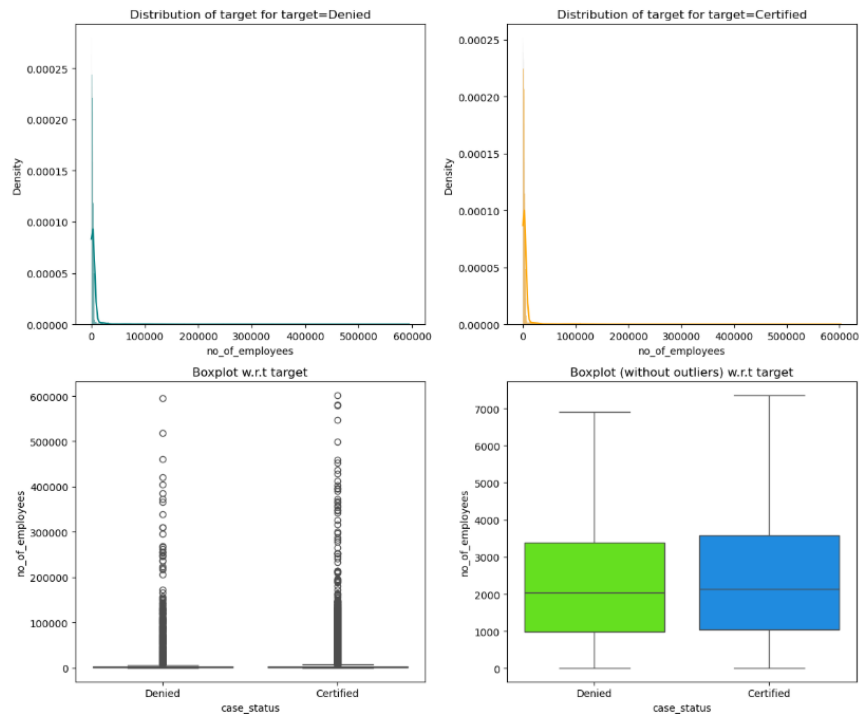 Distribution of target for target=Denied
0.00025
0.00020
0.00015
0.00010
0.00005
0.00000
Density
0 100000 200000 300000 400000 500000 600000
no_of_employees
Distribution of target for target=Certified
0.00025
0.00020
0.00015
0.00010
0.00005
0.00000
Density
0 100000 200000 300000 400000 500000 600000
no_of_employees
Boxplot w.r.t target
600000
500000
400000
300000
200000
100000
0
no_of_employees
Denied Certified
case_status
Boxplot (without outliers) w.r.t target
7000
6000
5000
4000
3000
2000
1000
0
no_of_employees
Denied Certified
case_status